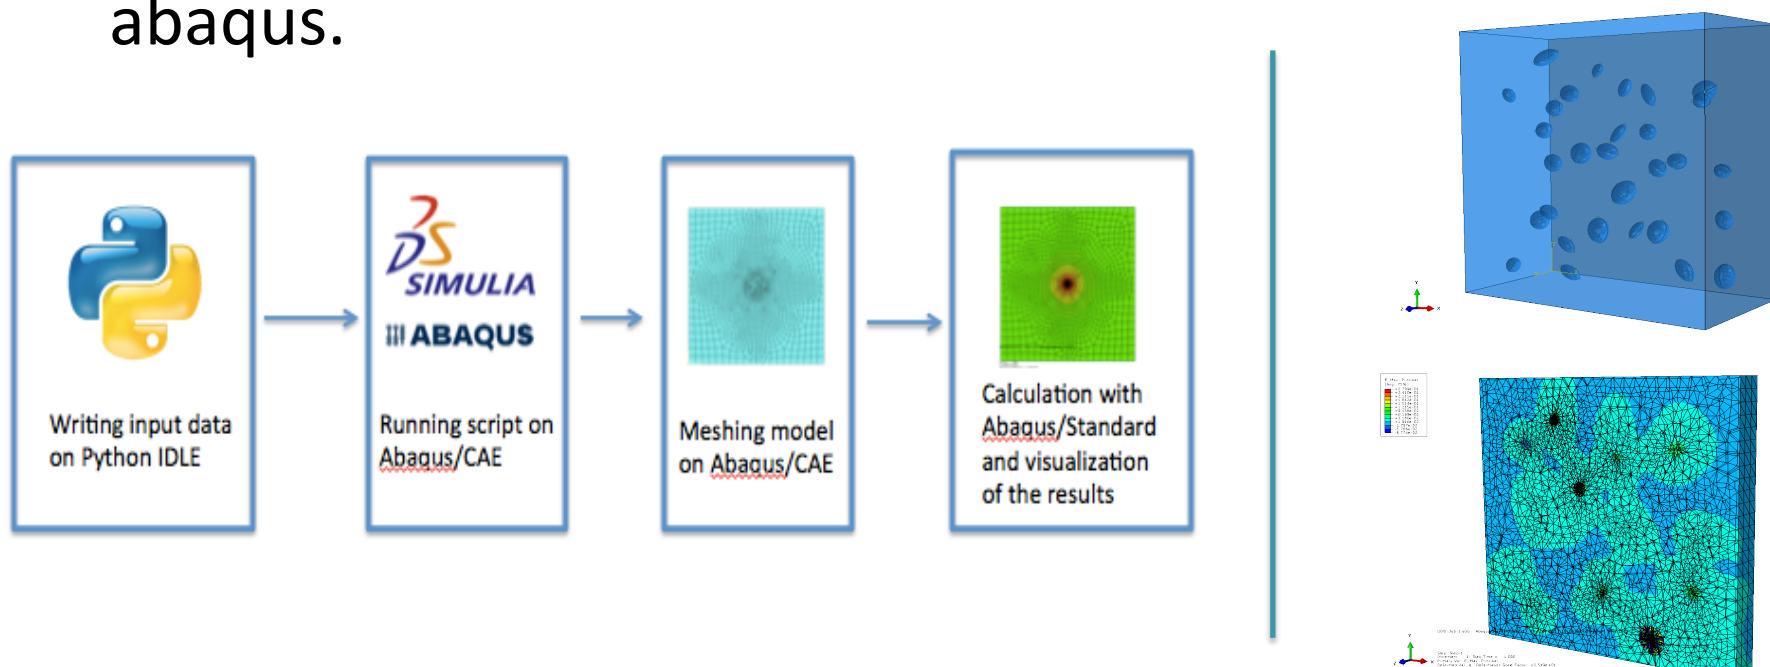 abaqus.
Writing input data
on Python IDLE
SIMULIA
ABAQUS
Running script on
Abaqus/CAE
Meshing model
on Abaqus/CAE
Calculation with
Abaqus/Standard
and visualization
of the results